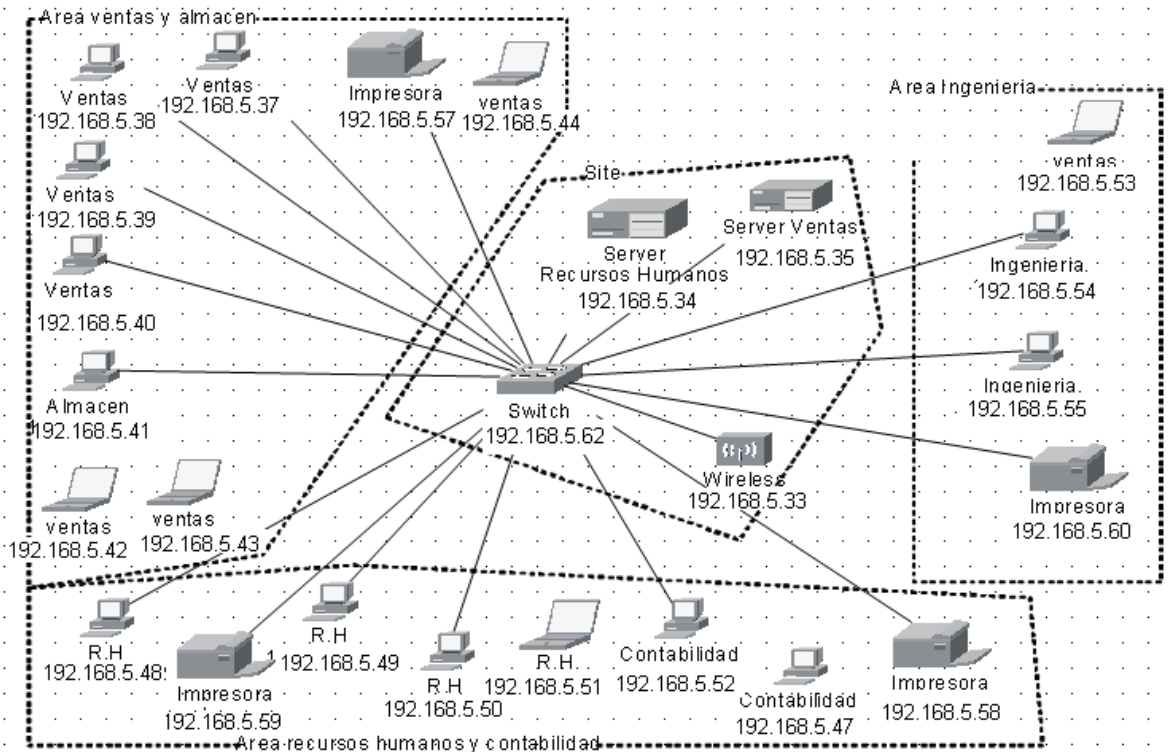 Area ventas y almacen
Ventas
192.168.5.38
Ventas
192.168.5.37
Impresora
192.168.5.57
ventas
192.168.5.44
Ventas
192.168.5.39
Ventas
192.168.5.40
Almacen
192.168.5.41
ventas
192.168.5.42
ventas
192.168.5.43
Site
Server
Recursos Humanos
192.168.5.34
Server Ventas
192.168.5.35
Switch
192.168.5.62
Wireless
192.168.5.33
Area Ingenieria
ventas
192.168.5.53
Ingenieria.
192.168.5.54
Ingenieria.
192.168.5.55
Impresora
192.168.5.60
R.H
192.168.5.48
Impresora
192.168.5.59
R.H
192.168.5.49
R.H
192.168.5.50
R.H.
192.168.5.51
Contabilidad
192.168.5.52
Contabilidad
192.168.5.47
Impresora
192.168.5.58
Area recursos humanos y contabilidad